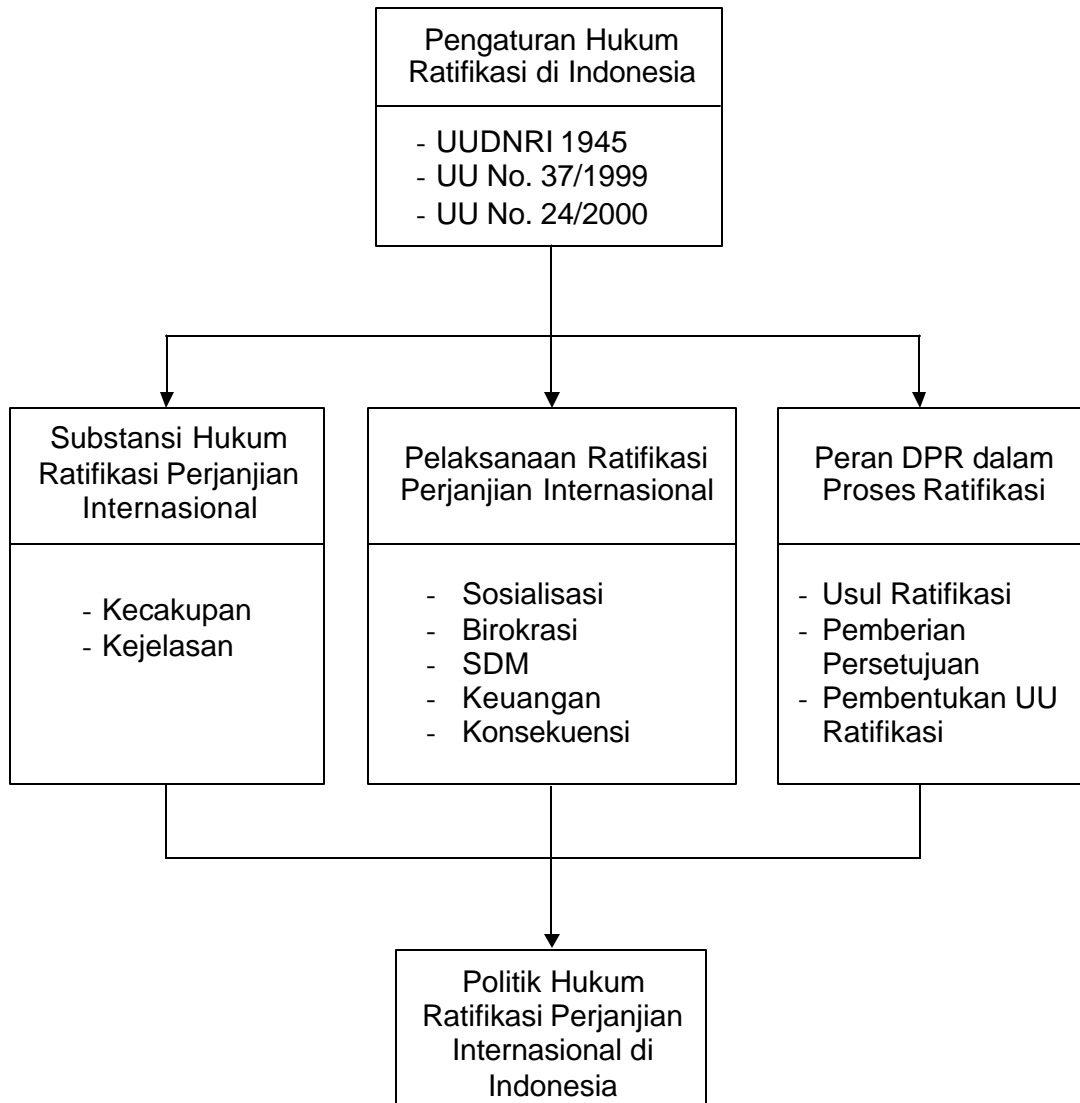 Pengaturan Hukum
Ratifikasi di Indonesia
- UUDNRI 1945
- UU No. 37/1999
- UU No. 24/2000
Substansi Hukum
Ratifikasi Perjanjian
Internasional
- Kecakupan
- Kejelasan
Pelaksanaan Ratifikasi
Perjanjian Internasional
- Sosialisasi
- Birokrasi
- SDM
- Keuangan
- Konsekuensi
Peran DPR dalam
Proses Ratifikasi
- Usul Ratifikasi
- Pemberian
Persetujuan
- Pembentukan UU
Ratifikasi
Politik Hukum
Ratifikasi Perjanjian
Internasional di
Indonesia